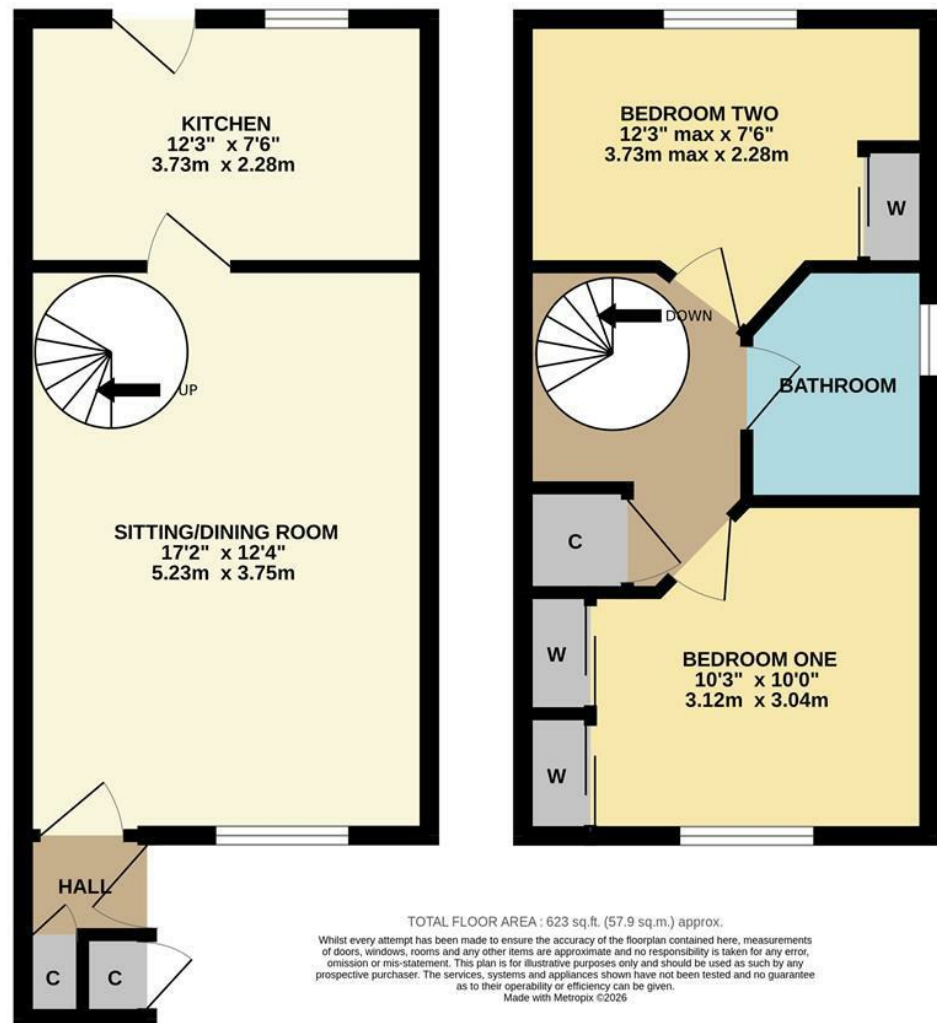 KITCHEN
12'3" x 7'6"
3.73m x 2.28m
UP
SITTING/DINING ROOM
17'2" x 12'4"
5.23m x 3.75m
HALL
C
C
BEDROOM TWO
12'3" max x 7'6"
3.73m max x 2.28m
W
DOWN
BATHROOM
C
W
BEDROOM ONE
10'3" x 10'0"
3.12m x 3.04m
W
TOTAL FLOOR AREA : 623 sq.ft. (57.9 sq.m.) approx.
Whilst every attempt has been made to ensure the accuracy of the floorplan contained here, measurements
of doors, windows, rooms and any other items are approximate and no responsibility is taken for any error,
omission or mis-statement. This plan is for illustrative purposes only and should be used as such by any
prospective purchaser. The services, systems and appliances shown have not been tested and no guarantee
as to their operability or efficiency can be given.
Made with Metropix ©2026